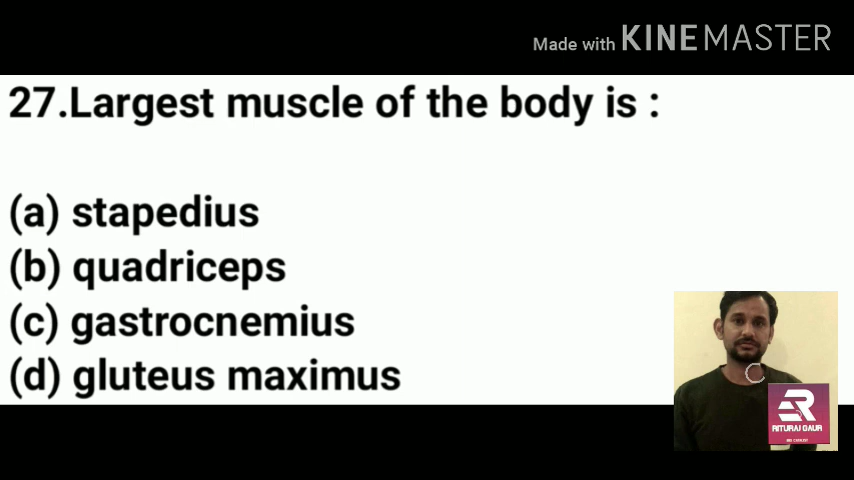 Made with KINEMASTER
27.Largest muscle of the body is :
(a) stapedius
(b) quadriceps
(c) gastrocnemius
(d) gluteus maximus
RITURAJ GAUR